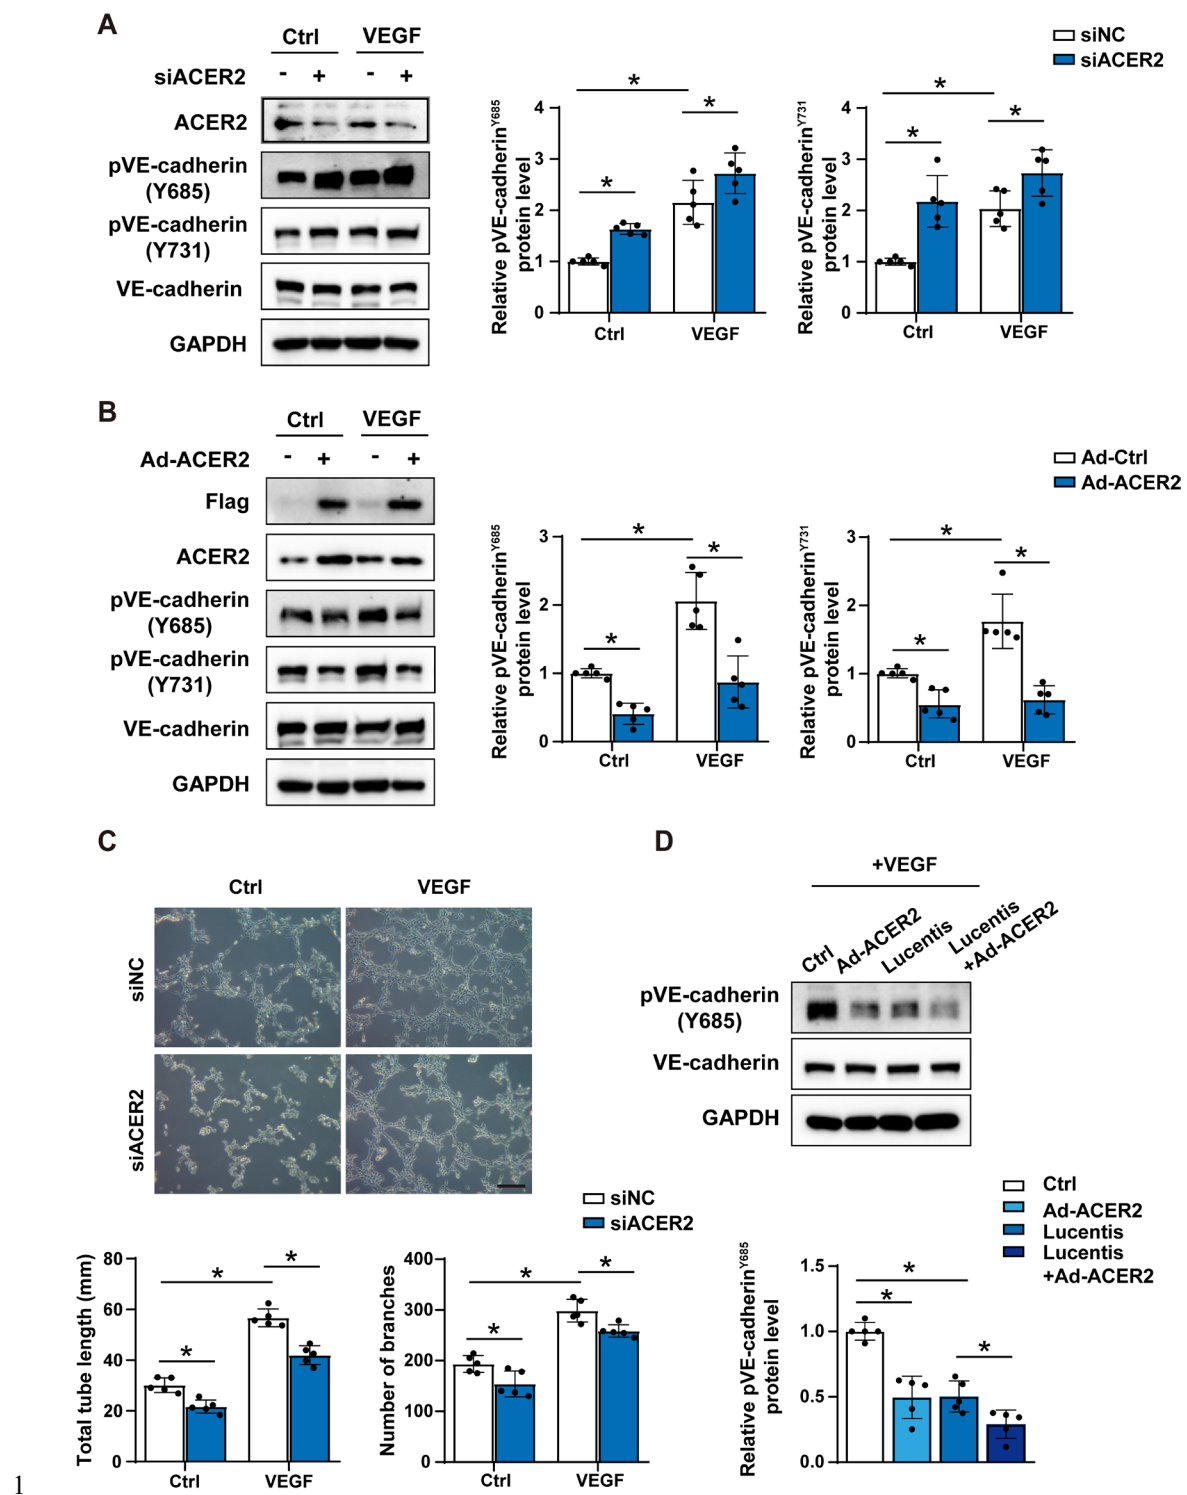 A
Ctrl VEGF
siACER2 - + - +
ACER2
pVE-cadherin
(Y685)
pVE-cadherin
(Y731)
VE-cadherin
GAPDH
siNC
siACER2
Relative pVE-cadherinY685
protein level
4
3
2
1
0
* * *
Ctrl VEGF
Relative pVE-cadherinY731
protein level
4
3
2
1
0
* * *
Ctrl VEGF
B
Ctrl VEGF
Ad-ACER2 - + - +
Flag
ACER2
pVE-cadherin
(Y685)
pVE-cadherin
(Y731)
VE-cadherin
GAPDH
Ad-Ctrl
Ad-ACER2
Relative pVE-cadherinY685
protein level
3
2
1
0
* * *
Ctrl VEGF
Relative pVE-cadherinY731
protein level
3
2
1
0
* * *
Ctrl VEGF
C
Ctrl VEGF
siNC
siACER2
siNC
siACER2
Total tube length (mm)
80
60
40
20
0
* * *
Ctrl VEGF
Number of branches
400
300
200
100
0
* * *
Ctrl VEGF
D
+VEGF
Ctrl
Ad-ACER2
Lucentis
Lucentis
+Ad-ACER2
pVE-cadherin
(Y685)
VE-cadherin
GAPDH
Ctrl
Ad-ACER2
Lucentis
Lucentis
+Ad-ACER2
Relative pVE-cadherinY685
protein level
1.5
1.0
0.5
0.0
* * *
1